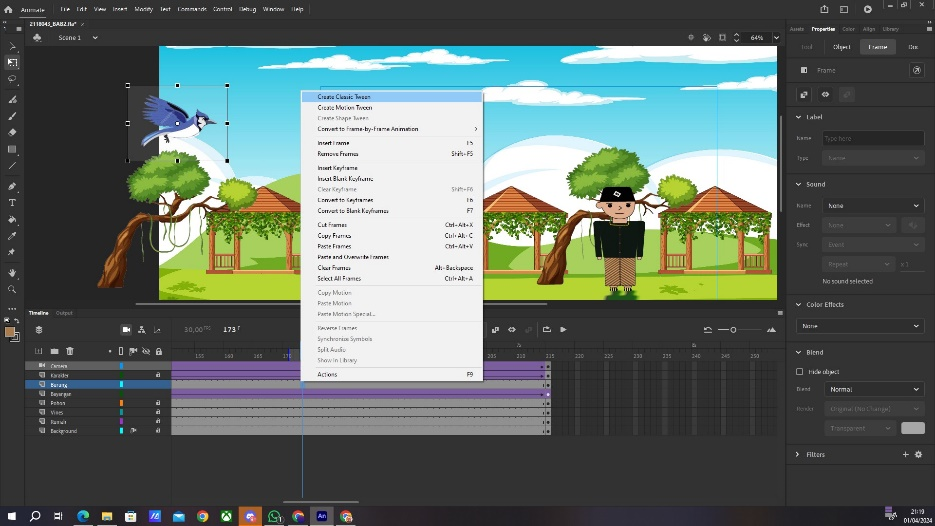 Animate
File
Edit
View
Insert
Modify
Text
Commands
Control
Debug
Window
Help
2118043_BAB2.fla*
Scene 1
64%
Assets
Properties
Color
Align
Library
Tool
Object
Frame
Doc
Frame
Label
Name
Type here
Type
Name
Sound
Name
None
Effect
None
Sync
Event
Repeat
x 1
No sound selected
Color Effects
None
Blend
Hide object
Blend
Normal
Render
Original (No Change)
Transparent
Filters
Create Classic Tween
Create Motion Tween
Create Shape Tween
Convert to Frame-by-Frame Animation
Insert Frame F5
Remove Frames Shift+F5
Insert Keyframe
Insert Blank Keyframe
Clear Keyframe Shift+F6
Convert to Keyframes F6
Convert to Blank Keyframes F7
Cut Frames Ctrl+Alt+X
Copy Frames Ctrl+Alt+C
Paste Frames Ctrl+Alt+V
Paste and Overwrite Frames
Clear Frames Alt+Backspace
Select All Frames Ctrl+A
Copy Motion
Paste Motion
Paste Motion Special...
Reverse Frames
Synchronize Symbols
Split Audio
Show In Library
Actions F9
Timeline
Output
30,00 FPS
173 F
7s
8s
155 160 165 170 205 210 215 220 225 230 235 240 245 250
Camera
Karakter
Burung
Bayangan
Pohon
Vines
Rumah
Background
21:19
01/04/2024